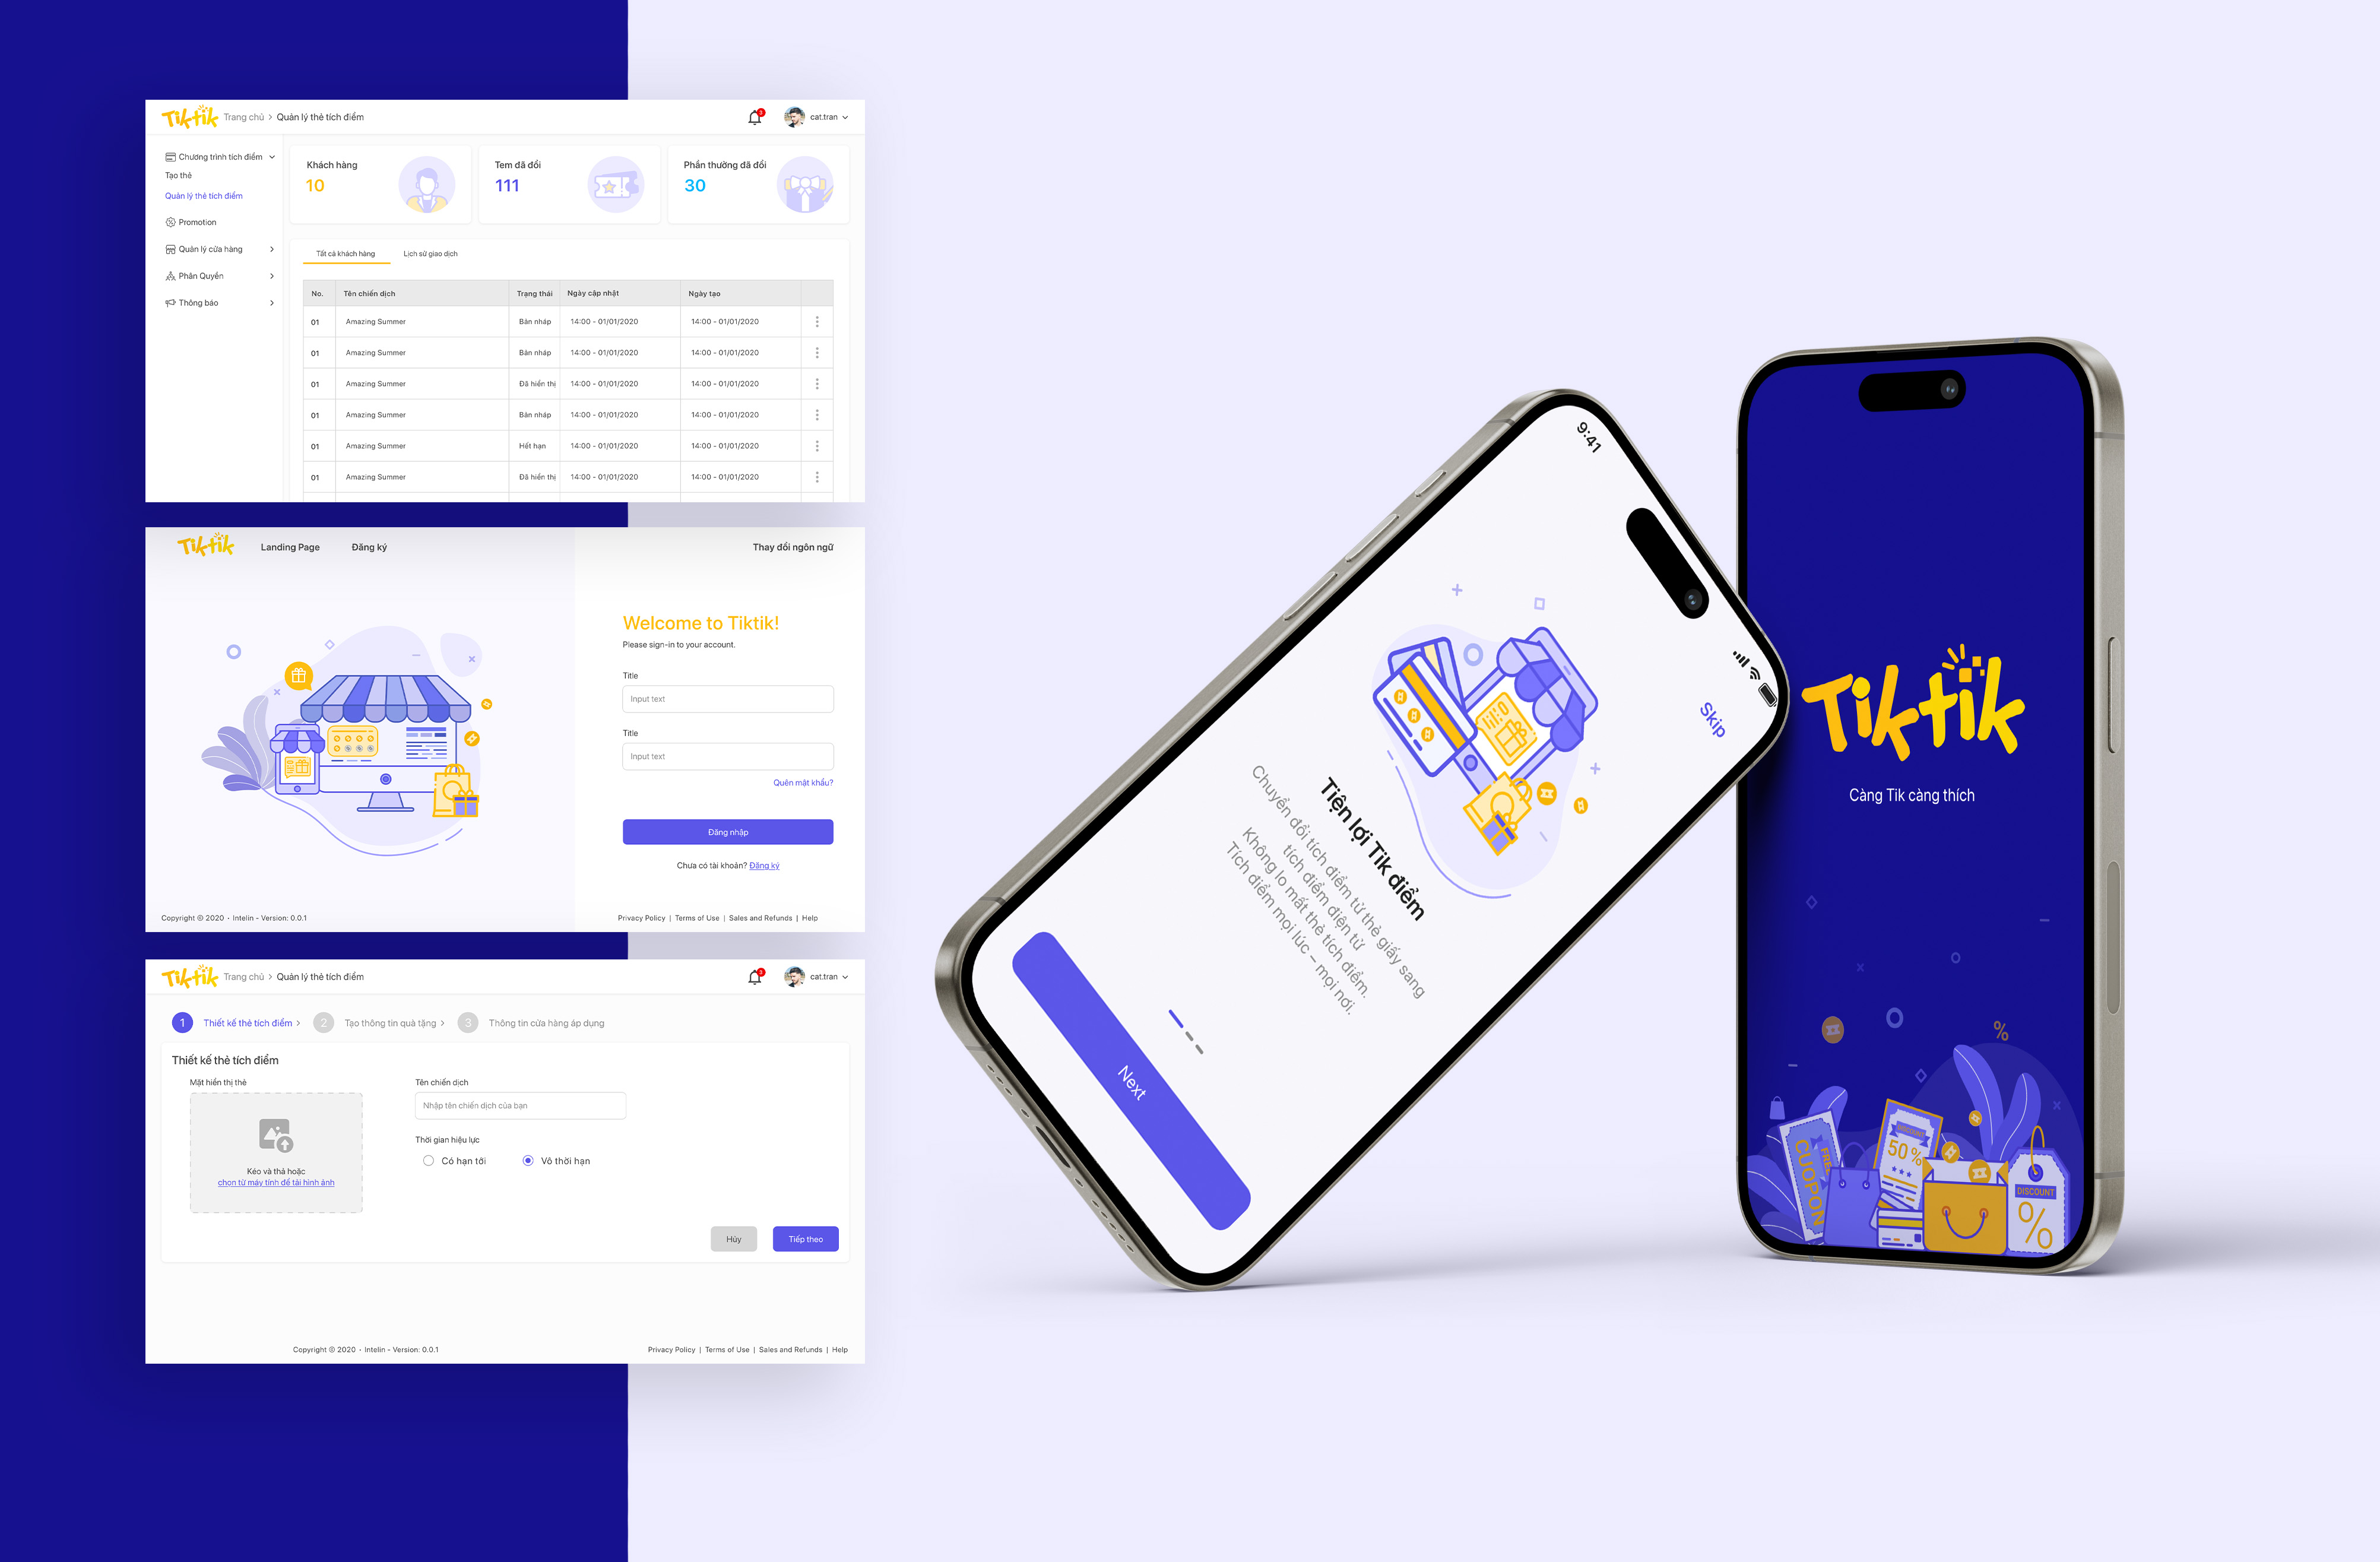 Tiktik Trang chủ > Quản lý thẻ tích điểm
3
cat.tran
Chương trình tích điểm
Tạo thẻ
Quản lý thẻ tích điểm
Promotion
Quản lý cửa hàng
Phân Quyền
Thông báo
Khách hàng
10
Tem đã đổi
111
Phần thưởng đã đổi
30
Tất cả khách hàng Lịch sử giao dịch
No. Tên chiến dịch Trạng thái Ngày cập nhật Ngày tạo
01 Amazing Summer Bản nháp 14:00 - 01/01/2020 14:00 - 01/01/2020
01 Amazing Summer Bản nháp 14:00 - 01/01/2020 14:00 - 01/01/2020
01 Amazing Summer Đã hiển thị 14:00 - 01/01/2020 14:00 - 01/01/2020
01 Amazing Summer Bản nháp 14:00 - 01/01/2020 14:00 - 01/01/2020
01 Amazing Summer Hết hạn 14:00 - 01/01/2020 14:00 - 01/01/2020
01 Amazing Summer Đã hiển thị 14:00 - 01/01/2020 14:00 - 01/01/2020
Tiktik Landing Page Đăng ký Thay đổi ngôn ngữ
Welcome to Tiktik!
Please sign-in to your account.
Title
Input text
Title
Input text
Quên mật khẩu?
Đăng nhập
Chưa có tài khoản? Đăng ký
Copyright © 2020 - Intelin - Version: 0.0.1
Privacy Policy | Terms of Use | Sales and Refunds | Help
Tiktik Trang chủ > Quản lý thẻ tích điểm
3
cat.tran
1 Thiết kế thẻ tích điểm > 2 Tạo thông tin quà tặng > 3 Thông tin cửa hàng áp dụng
Thiết kế thẻ tích điểm
Mặt hiển thị thẻ
Kéo và thả hoặc
chọn từ máy tính để tải hình ảnh
Tên chiến dịch
Nhập tên chiến dịch của bạn
Thời gian hiệu lực
Có hạn tới Vô thời hạn
Hủy Tiếp theo
Copyright © 2020 - Intelin - Version: 0.0.1
Privacy Policy | Terms of Use | Sales and Refunds | Help
9:41
Skip
Tiện lợi Tik điểm
Chuyển đổi tích điểm từ thẻ giấy sang
tích điểm điện tử
Không lo mất thẻ tích điểm.
Tích điểm mọi lúc – mọi nơi.
Next
Tiktik
Càng Tik càng thích
%
FREE
CUOPON
DISCOUNT
50%
DISCOUNT
%